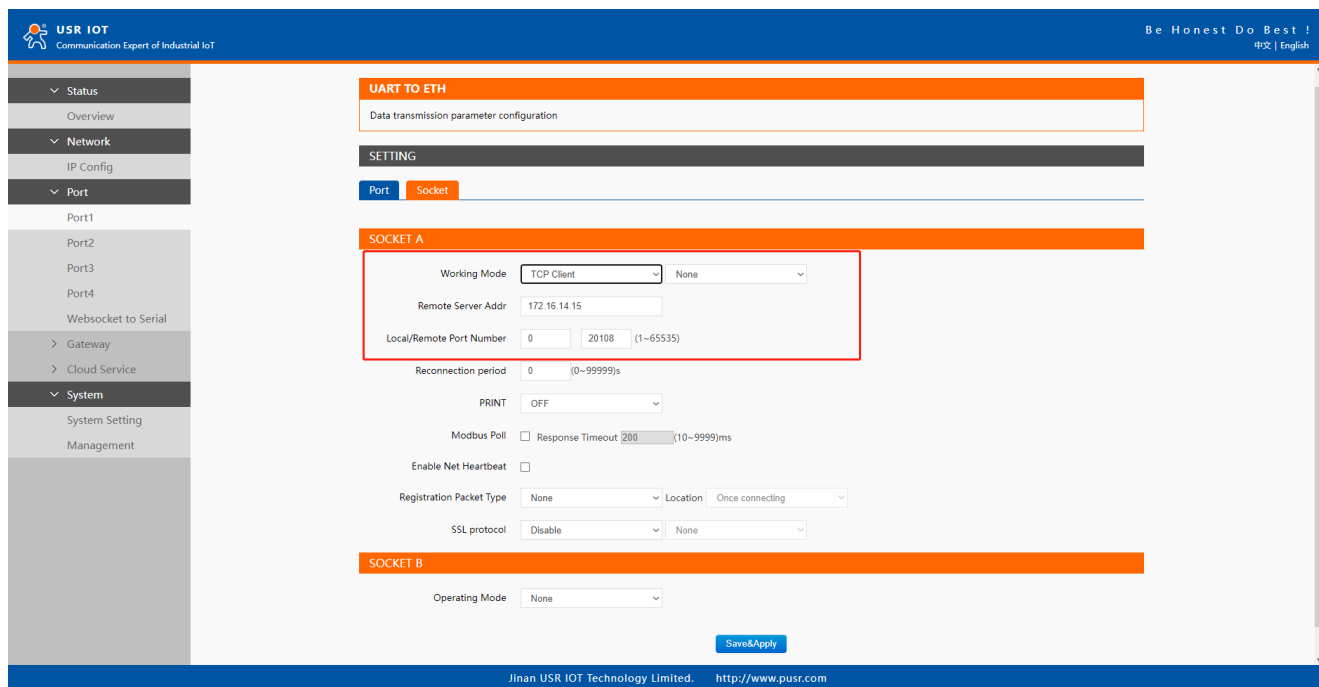 USR IOT
Communication Expert of Industrial IoT
Be Honest Do Best !
中文 | English
Status
Overview
Network
IP Config
Port
Port1
Port2
Port3
Port4
Websocket to Serial
Gateway
Cloud Service
System
System Setting
Management
UART TO ETH
Data transmission parameter configuration
SETTING
Port Socket
SOCKET A
Working Mode TCP Client None
Remote Server Addr 172.16.14.15
Local/Remote Port Number 0 20108 (1~65535)
Reconnection period 0 (0~99999)s
PRINT OFF
Modbus Poll Response Timeout 200 (10~9999)ms
Enable Net Heartbeat
Registration Packet Type None Location Once connecting
SSL protocol Disable None
SOCKET B
Operating Mode None
Save&Apply
Jinan USR IOT Technology Limited. http://www.pusr.com